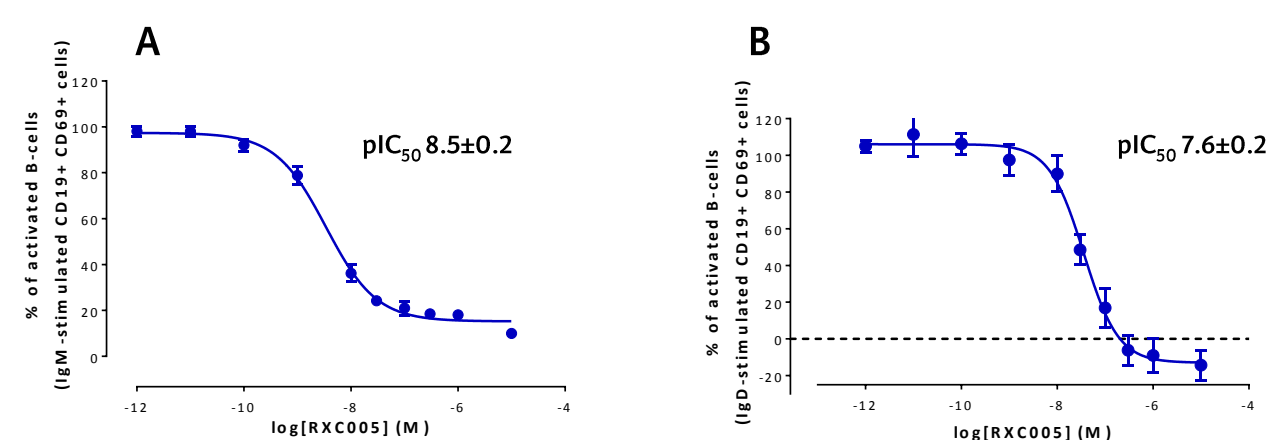 A
% of activated B-cells
(IgM -stimulated CD19+ CD69+ cells)
120
100
80
60
40
20
0
pIC50 8.5±0.2
-12 -10 -8 -6 -4
log[RXC005] (M)
B
% of activated B-cells
(IgD-stimulated CD19+ CD69+ cells)
120
100
80
60
40
20
0
-20
pIC50 7.6±0.2
-12 -10 -8 -6 -4
log[RXC005] (M)